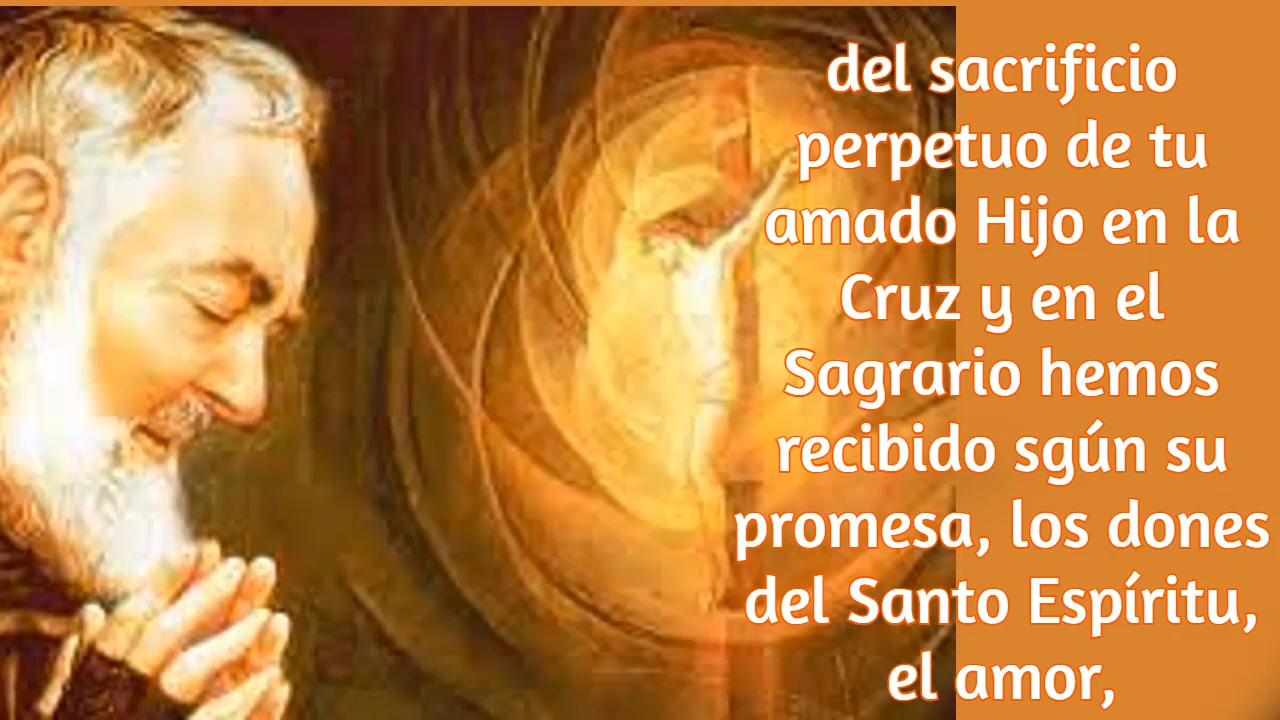 del sacrificio
perpetuo de tu
amado Hijo en la
Cruz y en el
Sagrario hemos
recibido sgún su
promesa, los dones
del Santo Espíritu,
el amor,